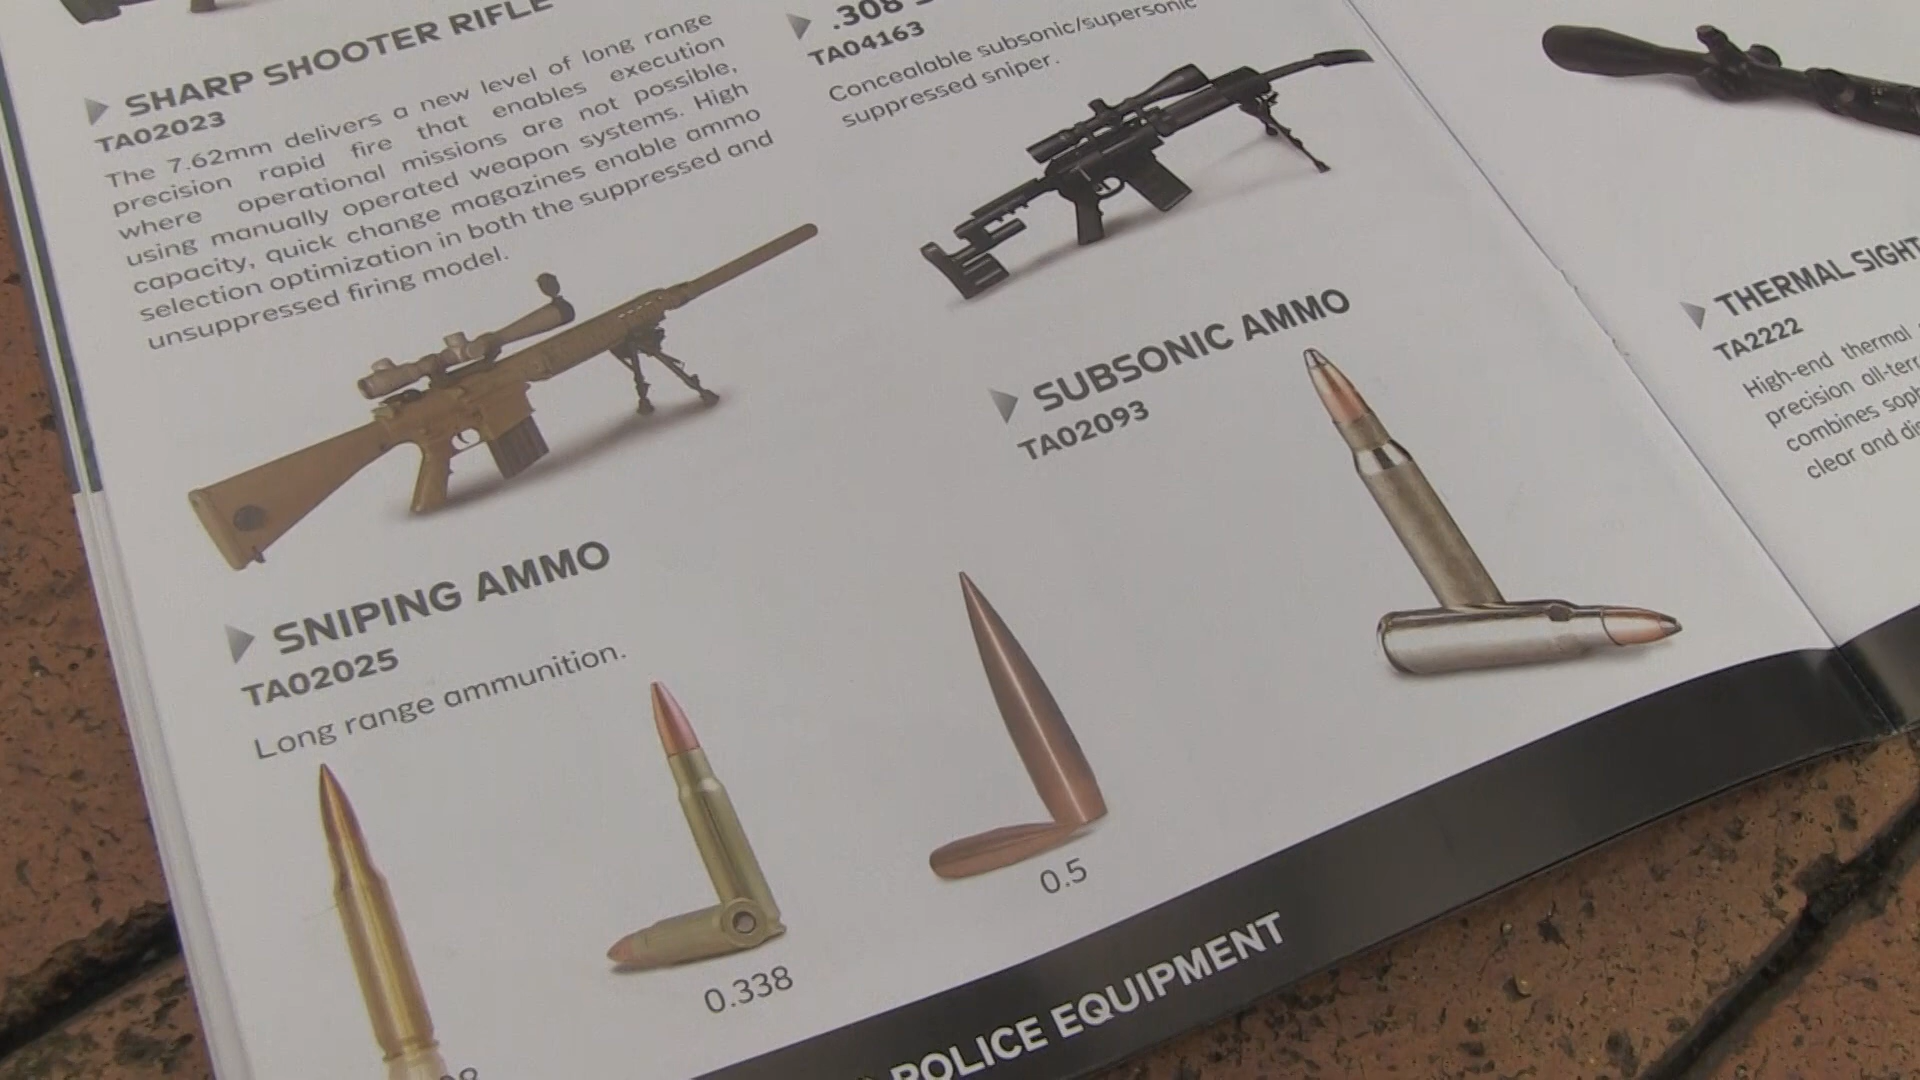 SHARP SHOOTER RIFLE
TA02023
The 7.62mm delivers a new level of long range
precision rapid fire that enables execution
where operational missions are not possible,
using manually operated weapon systems. High
capacity, quick change magazines enable ammo
selection optimization in both the suppressed and
unsuppressed firing model.
.308
TA04163
Concealable subsonic/supersonic
suppressed sniper.
SUBSONIC AMMO
TA02093
SNIPING AMMO
TA02025
Long range ammunition.
0.338
0.5
POLICE EQUIPMENT
THERMAL SIGHT
TA2222
High-end thermal
precision
combines
clear and